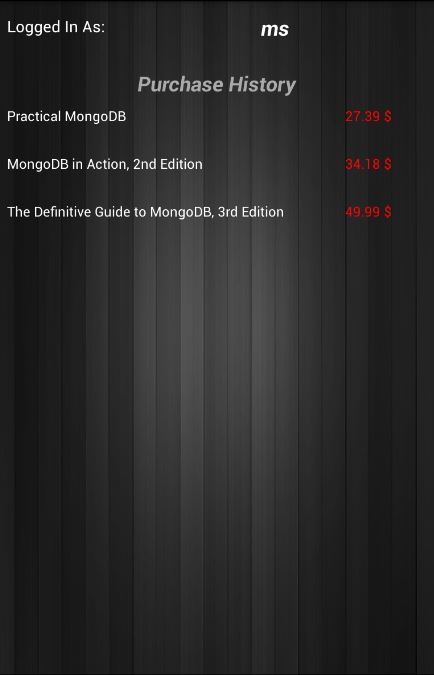 Logged In As: ms
Purchase History
Practical MongoDB 27.39 $
MongoDB in Action, 2nd Edition 34.18 $
The Definitive Guide to MongoDB, 3rd Edition 49.99 $